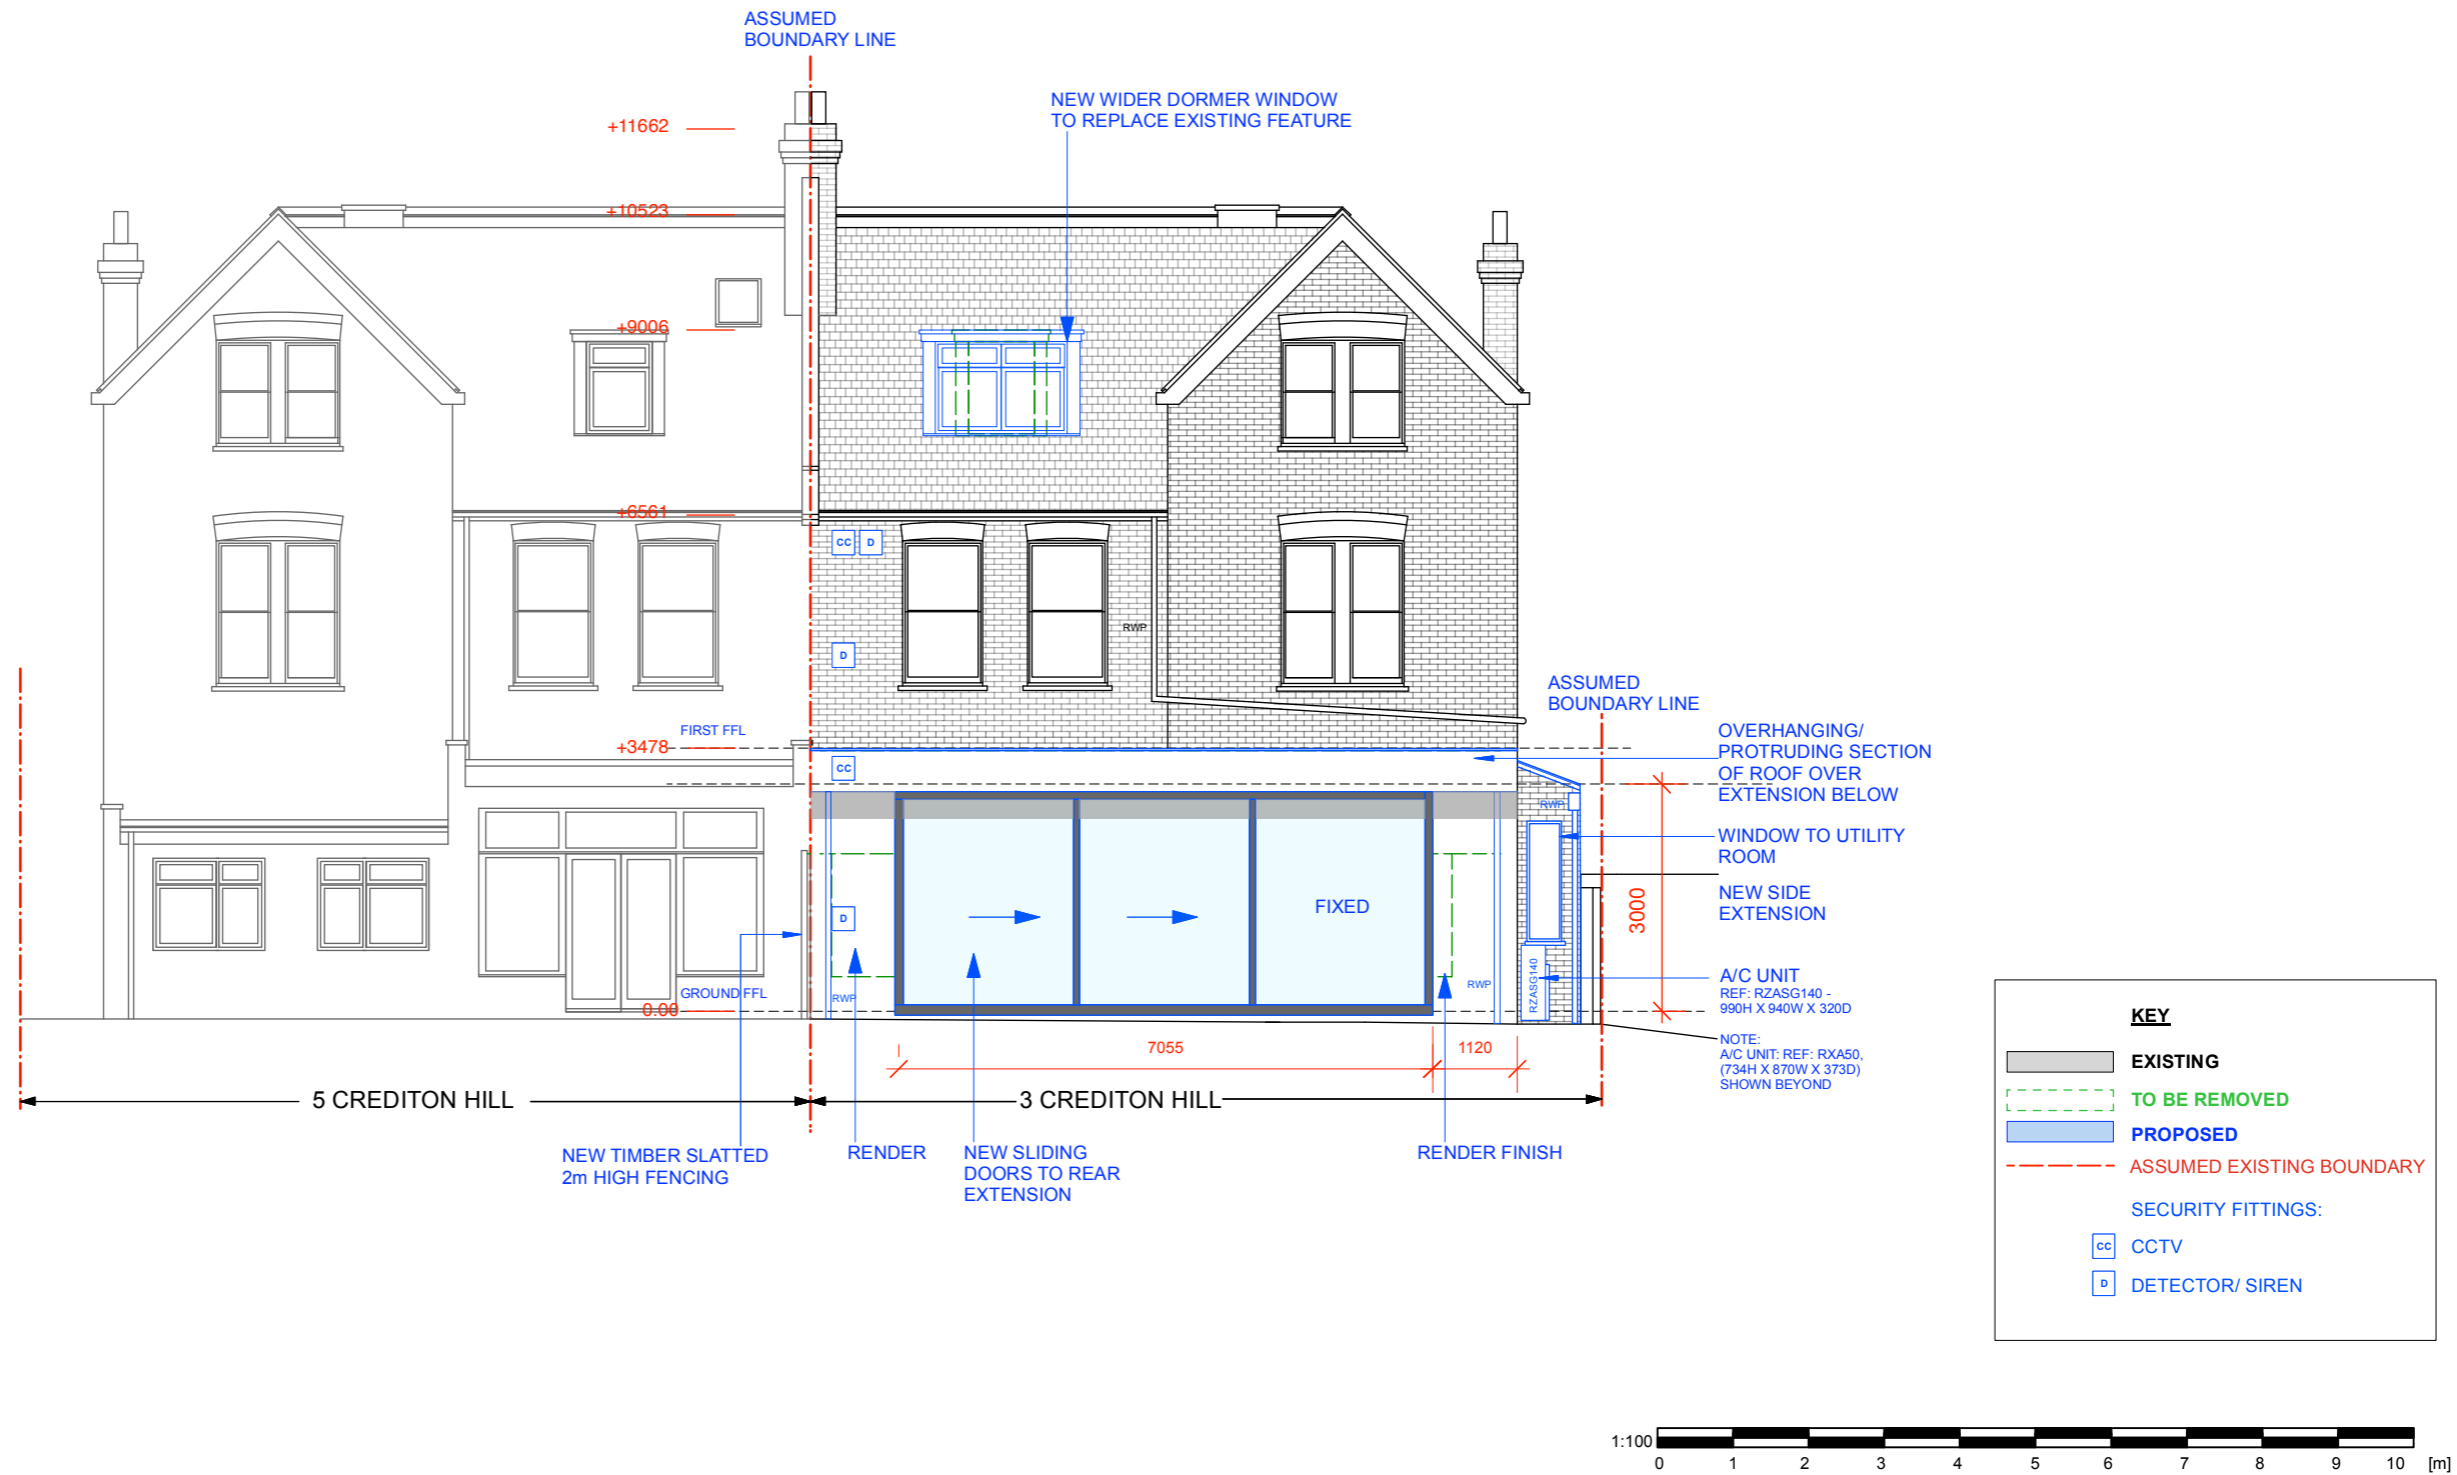 ASSUMED
BOUNDARY LINE
NEW WIDER DORMER WINDOW
TO REPLACE EXISTING FEATURE
+11662
+10523
+9006
+6561
CC
D
RWP
D
ASSUMED
BOUNDARY LINE
FIRST FFL
+3478
CC
OVERHANGING/
PROTRUDING SECTION
OF ROOF OVER
EXTENSION BELOW
RWP
WINDOW TO UTILITY
ROOM
NEW SIDE
EXTENSION
3000
FIXED
D
A/C UNIT
REF: RZASG140 -
990H X 940W X 320D
RZASG140
GROUND FFL
RWP
RWP
0.00
NOTE:
A/C UNIT: REF: RXA50,
(734H X 870W X 373D)
SHOWN BEYOND
7055
1120
5 CREDITON HILL
3 CREDITON HILL
NEW TIMBER SLATTED
2m HIGH FENCING
RENDER
NEW SLIDING
DOORS TO REAR
EXTENSION
RENDER FINISH
KEY
EXISTING
TO BE REMOVED
PROPOSED
ASSUMED EXISTING BOUNDARY
SECURITY FITTINGS:
CC CCTV
D DETECTOR/ SIREN
1:100
0 1 2 3 4 5 6 7 8 9 10 [m]